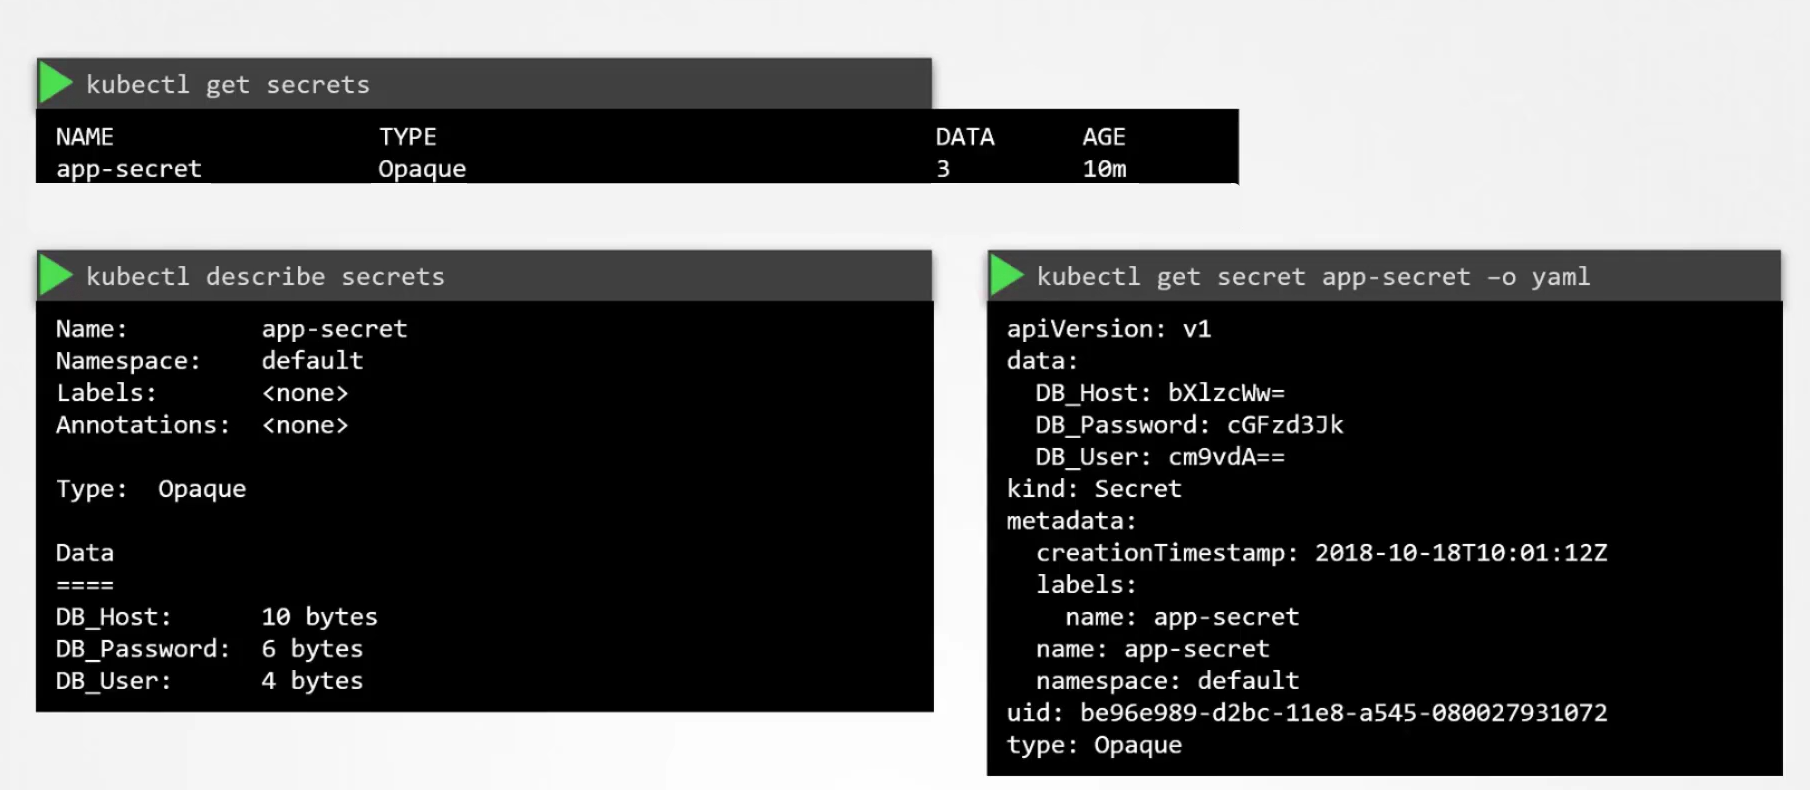 kubectl get secrets
NAME TYPE DATA AGE
app-secret Opaque 3 10m
kubectl describe secrets
Name: app-secret
Namespace: default
Labels: <none>
Annotations: <none>
Type: Opaque
Data
====
DB_Host: 10 bytes
DB_Password: 6 bytes
DB_User: 4 bytes
kubectl get secret app-secret –o yaml
apiVersion: v1
data:
  DB_Host: bXlzcWw=
  DB_Password: cGFzd3Jk
  DB_User: cm9vdA==
kind: Secret
metadata:
  creationTimestamp: 2018-10-18T10:01:12Z
  labels:
    name: app-secret
  name: app-secret
  namespace: default
uid: be96e989-d2bc-11e8-a545-080027931072
type: Opaque